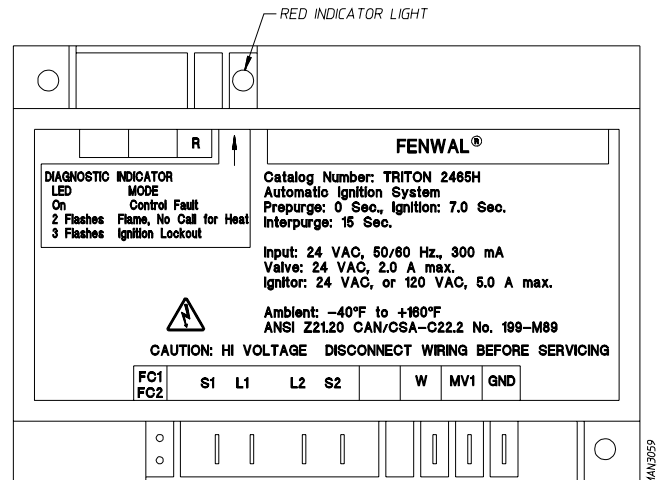 RED INDICATOR LIGHT
R
FENWAL®
DIAGNOSTIC INDICATOR
LED MODE
On Control Fault
2 Flashes Flame, No Call for Heat
3 Flashes Ignition Lockout
Catalog Number: TRITON 2465H
Automatic Ignition System
Prepurge: 0 Sec., Ignition: 7.0 Sec.
Interpurge: 15 Sec.
Input: 24 VAC, 50/60 Hz., 300 mA
Valve: 24 VAC, 2.0 A max.
Ignitor: 24 VAC, or 120 VAC, 5.0 A max.
Ambient: −40°F to +160°F
ANSI Z21.20 CAN/CSA-C22.2 No. 199-M89
CAUTION: HI VOLTAGE DISCONNECT WIRING BEFORE SERVICING
FC1
FC2
S1 L1 L2 S2 W MV1 GND
MAN3059